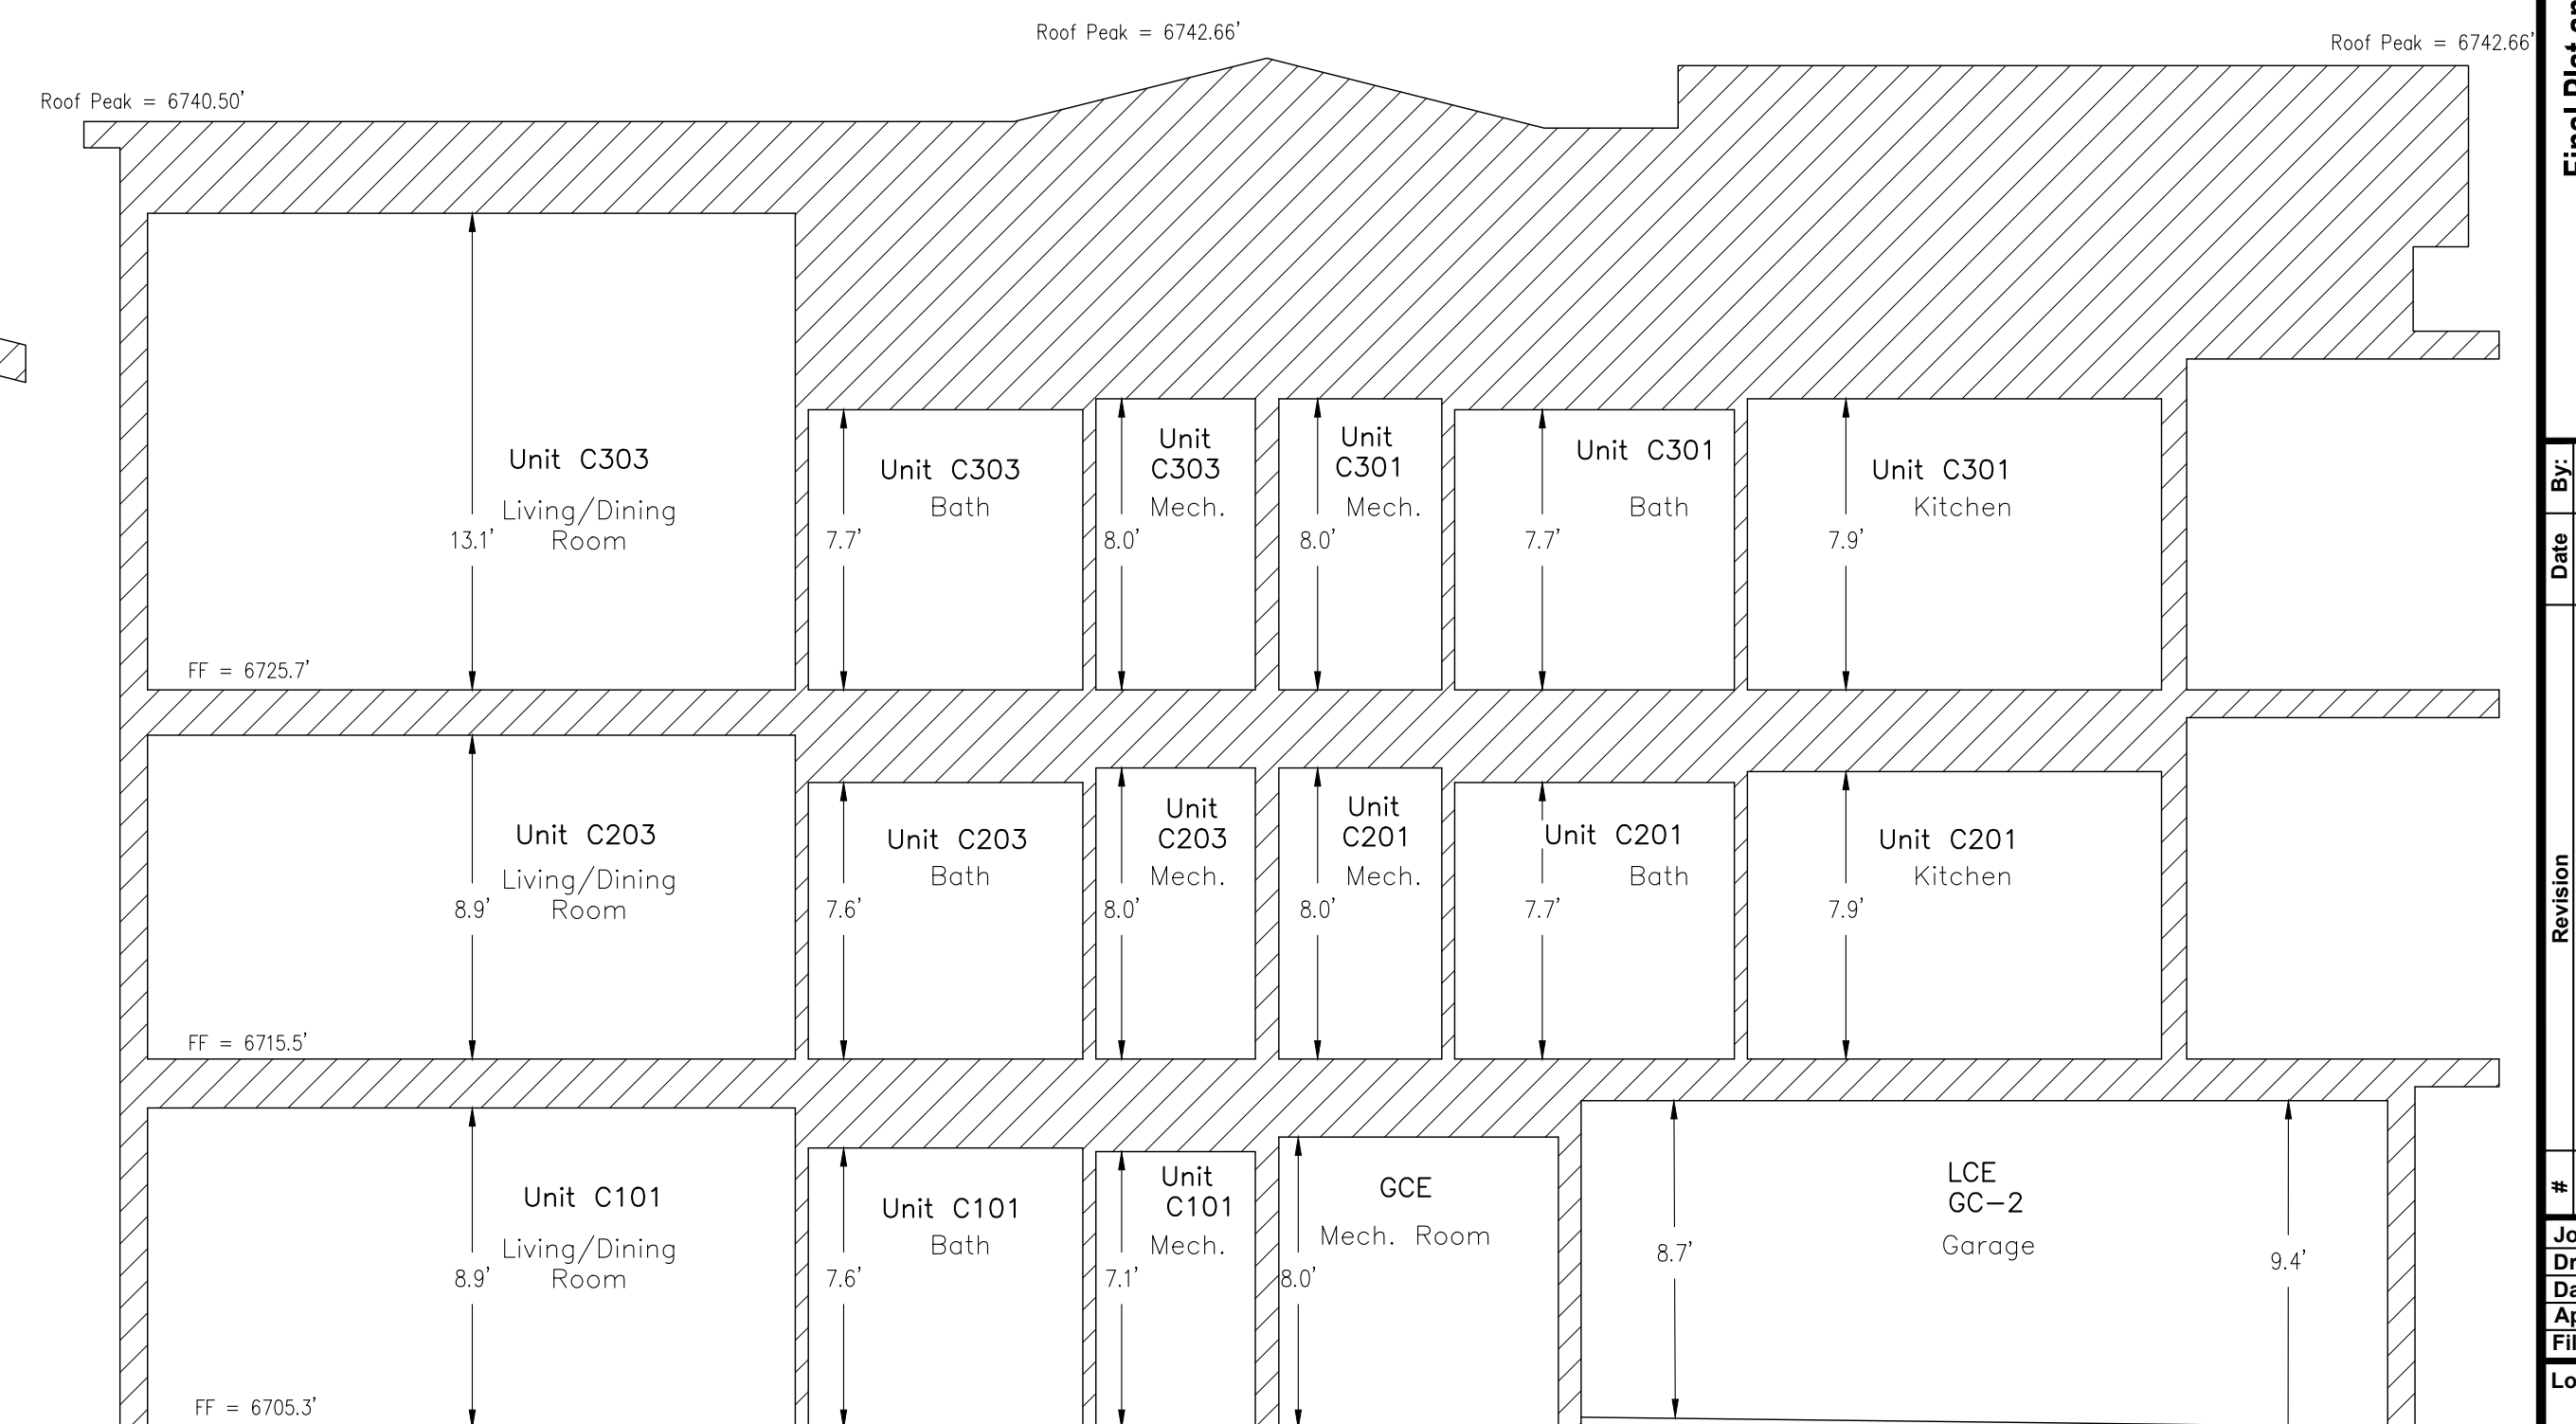 Roof Peak = 6742.66'
Roof Peak = 6742.66'
Roof Peak = 6740.50'
Unit C303
Living/Dining
Room
13.1'
FF = 6725.7'
Unit C303
Bath
7.7'
Unit
C303
Mech.
8.0'
Unit
C301
Mech.
8.0'
Unit C301
Bath
7.7'
Unit C301
Kitchen
7.9'
Unit C203
Living/Dining
Room
8.9'
FF = 6715.5'
Unit C203
Bath
7.6'
Unit
C203
Mech.
8.0'
Unit
C201
Mech.
8.0'
Unit C201
Bath
7.7'
Unit C201
Kitchen
7.9'
Unit C101
Living/Dining
Room
8.9'
FF = 6705.3'
Unit C101
Bath
7.6'
Unit
C101
Mech.
7.1'
GCE
Mech. Room
8.0'
LCE
GC-2
Garage
8.7'
9.4'
By:
Date
Revision
#